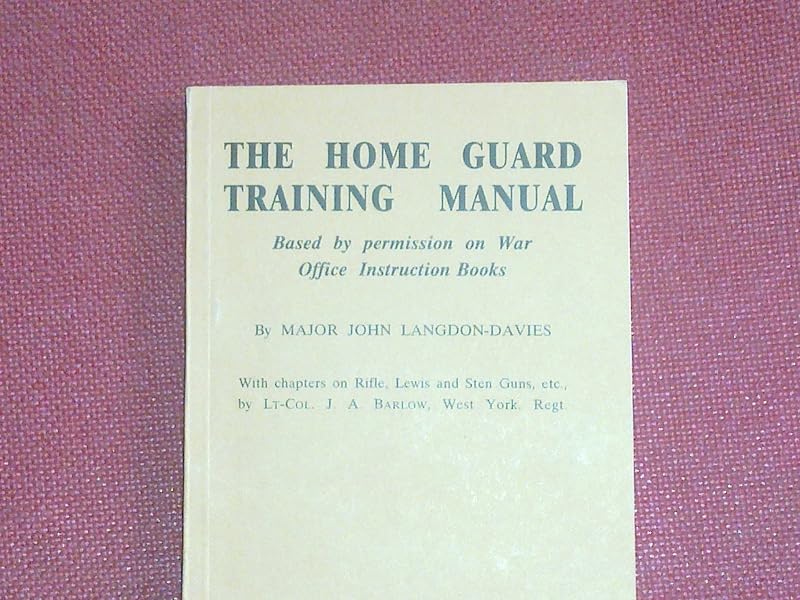 THE HOME GUARD
TRAINING MANUAL
Based by permission on War
Office Instruction Books
By MAJOR JOHN LANGDON-DAVIES
With chapters on Rifle, Lewis and Sten Guns, etc.,
by LT-COL. J. A. BARLOW, West York. Regt.